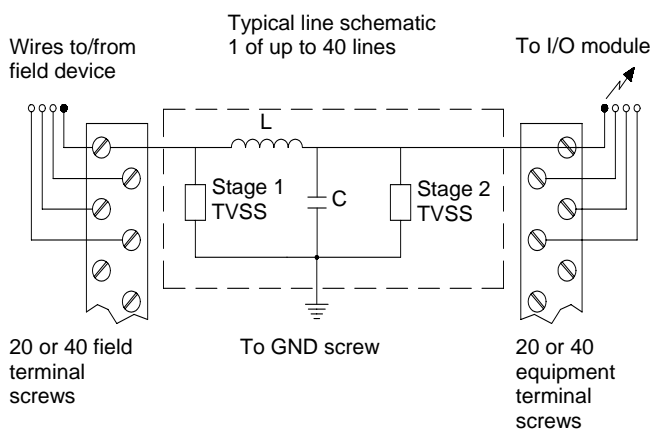 Typical line schematic
1 of up to 40 lines
Wires to/from
field device
To I/O module
L
Stage 1
TVSS
C
Stage 2
TVSS
20 or 40 field
terminal
screws
To GND screw
20 or 40
equipment
terminal
screws